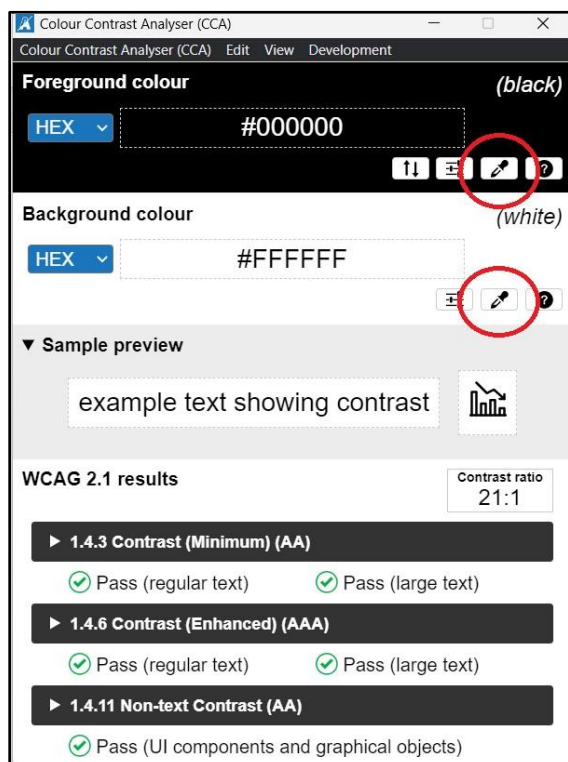 Colour Contrast Analyser (CCA)
Colour Contrast Analyser (CCA) Edit View Development
Foreground colour (black)
HEX #000000
?
Background colour (white)
HEX #FFFFFF
?
▼ Sample preview
example text showing contrast
WCAG 2.1 results
Contrast ratio
21:1
▶ 1.4.3 Contrast (Minimum) (AA)
Pass (regular text) Pass (large text)
▶ 1.4.6 Contrast (Enhanced) (AAA)
Pass (regular text) Pass (large text)
▶ 1.4.11 Non-text Contrast (AA)
Pass (UI components and graphical objects)